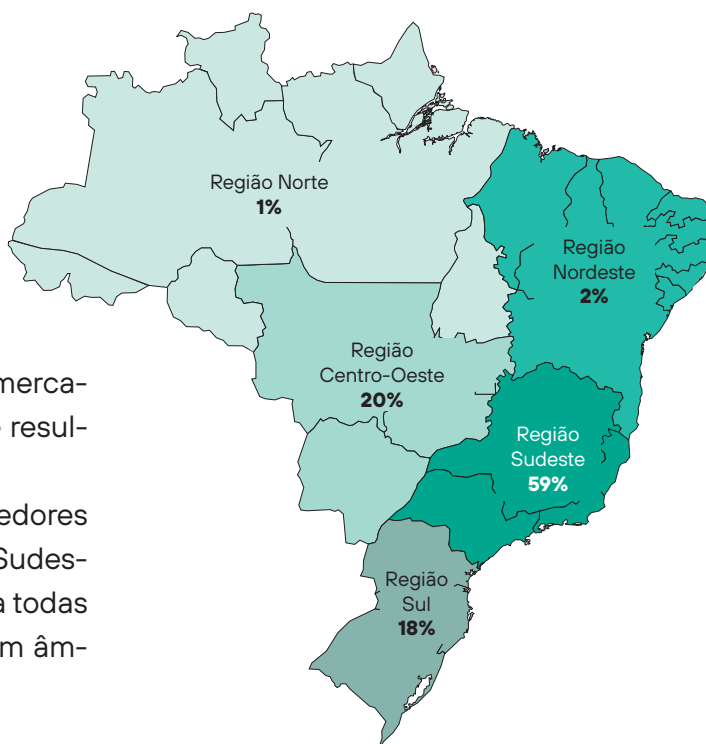 Região Norte
1%
Região
Nordeste
2%
Região
Centro-Oeste
20%
Região
Sudeste
59%
Região
Sul
18%
merca-
resul-
edores
Sudes-
a todas
m âm-